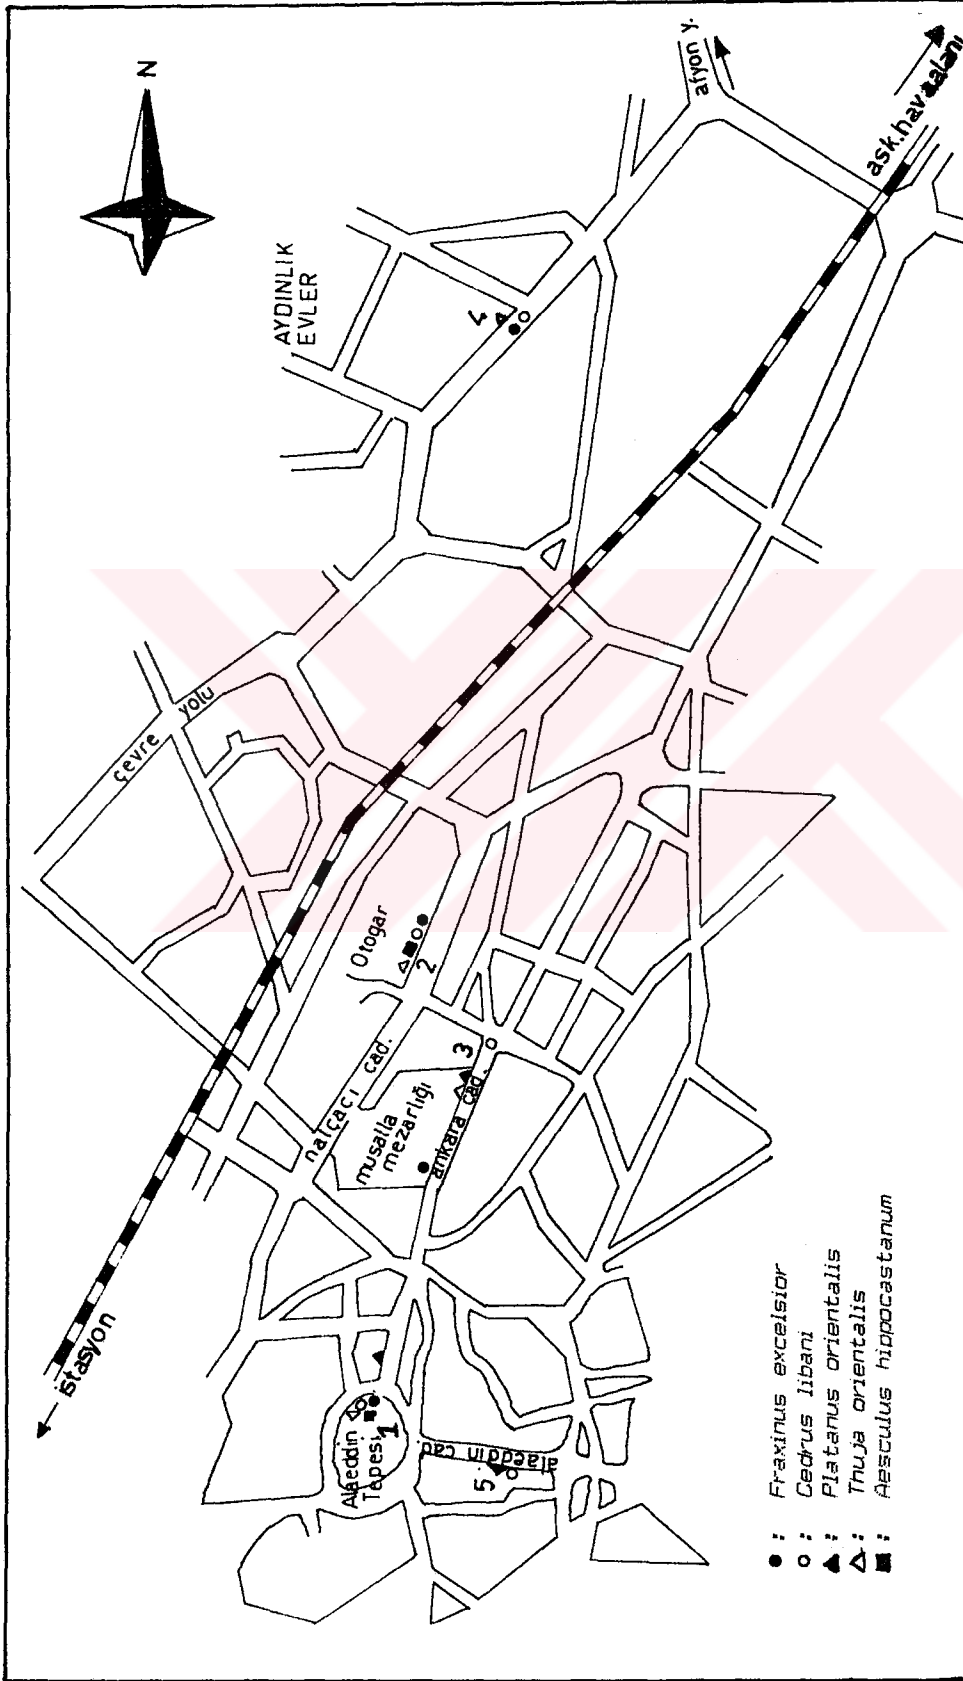 N
afyon y.
ask.havaalanı
AYDINLIK
EVLER
4
çevre yolu
Otogar
2
nalçacı cad.
musalla
mezarlığı
3
ankara cad.
istasyon
Alaeddin
Tepesi
1
alaeddin cad.
5
● : Fraxinus excelsior
○ : Cedrus libani
▲ : Platanus orientalis
△ : Thuja orientalis
■ : Aesculus hippocastanum